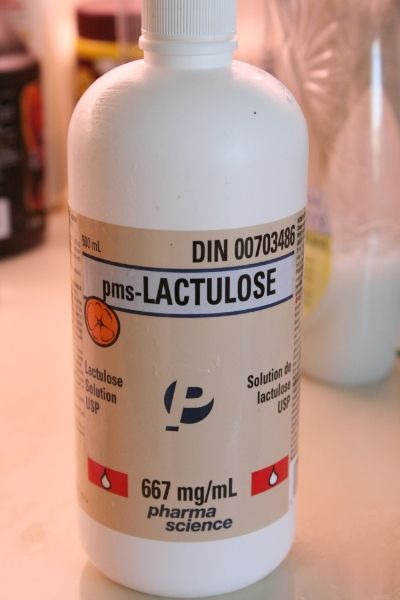 500 mL
DIN 00703486
pms-LACTULOSE
Lactulose
Solution
USP
P
Solution de
lactulose
USP
667 mg/mL
pharma
science